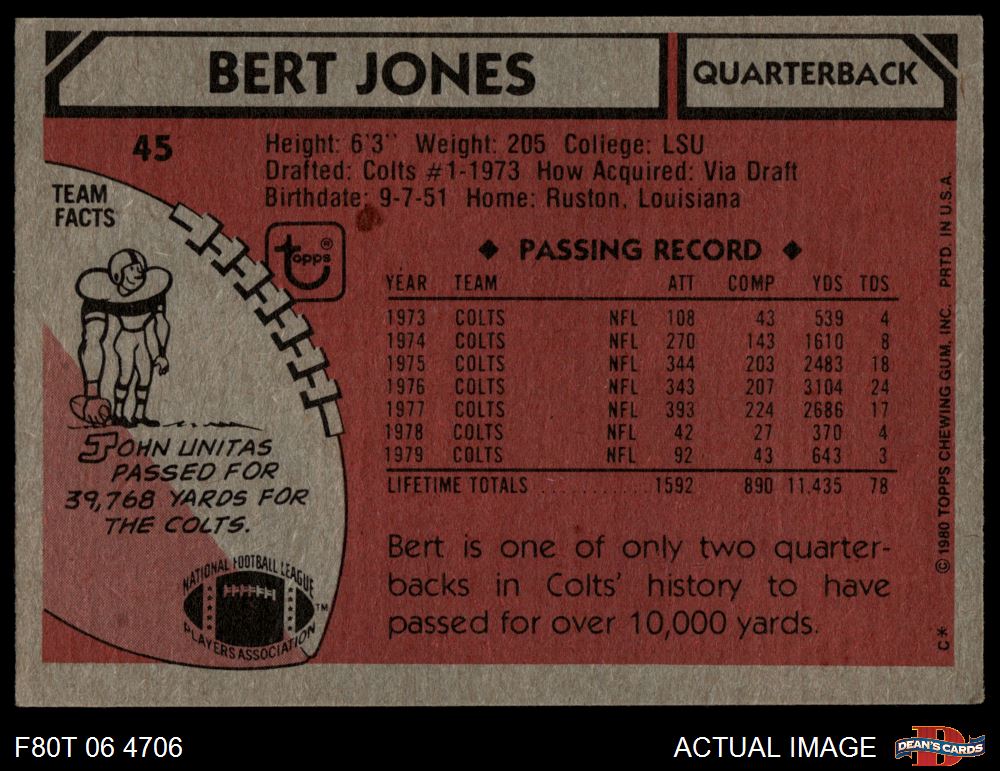 BERT JONES
QUARTERBACK
45
Height: 6'3" Weight: 205 College: LSU
Drafted: Colts #1-1973 How Acquired: Via Draft
Birthdate: 9-7-51 Home: Ruston, Louisiana
TEAM
FACTS
topps®
JOHN UNITAS
PASSED FOR
39,768 YARDS FOR
THE COLTS.
NATIONAL FOOTBALL LEAGUE
PLAYERS ASSOCIATION
TM
◆ PASSING RECORD ◆
YEAR TEAM ATT COMP YDS TDS
1973 COLTS NFL 108 43 539 4
1974 COLTS NFL 270 143 1610 8
1975 COLTS NFL 344 203 2483 18
1976 COLTS NFL 343 207 3104 24
1977 COLTS NFL 393 224 2686 17
1978 COLTS NFL 42 27 370 4
1979 COLTS NFL 92 43 643 3
LIFETIME TOTALS .......... 1592 890 11,435 78
Bert is one of only two quarter-
backs in Colts' history to have
passed for over 10,000 yards.
C* © 1980 TOPPS CHEWING GUM, INC. PRTD. IN U.S.A.
F80T 06 4706
ACTUAL IMAGE
D
DEAN'S CARDS